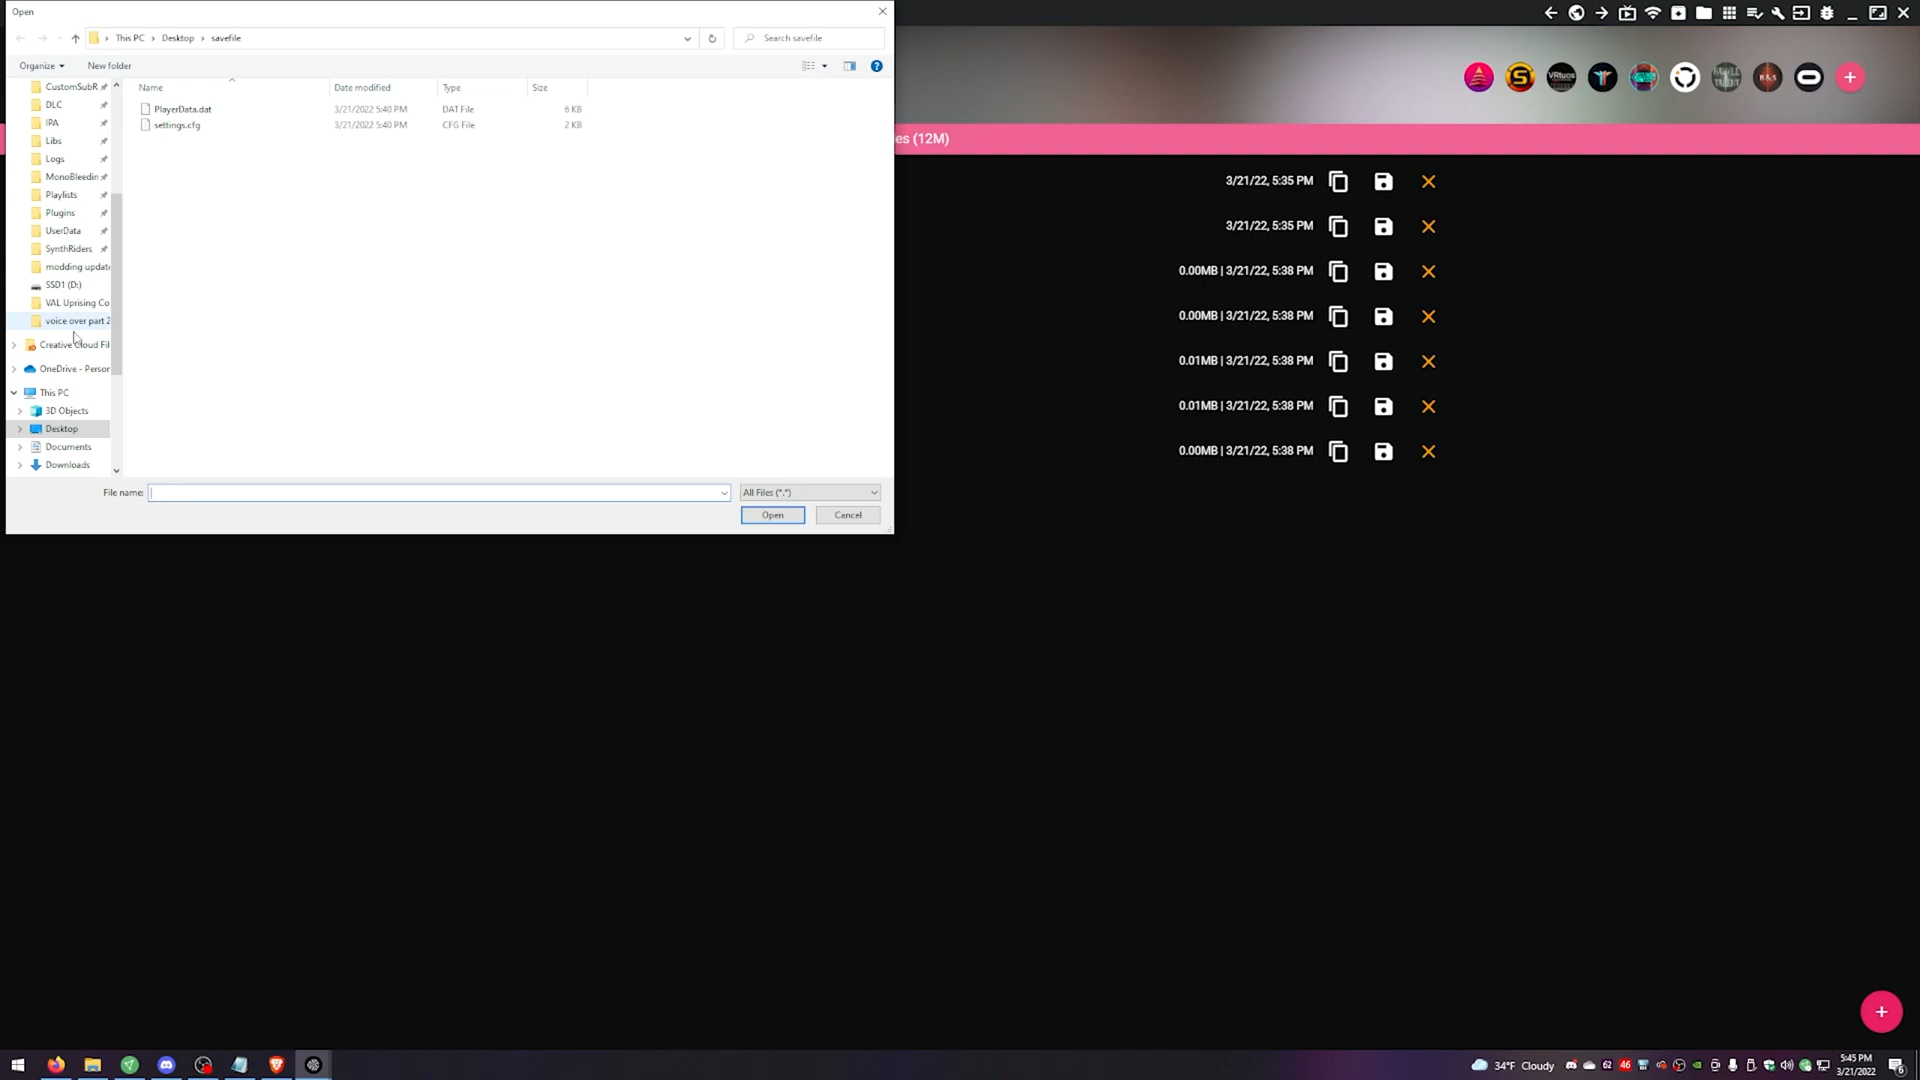 Open
This PC > Desktop > savefile
Search savefile
Organize
New folder
Name
Date modified
Type
Size
PlayerData.dat
3/21/2022 5:40 PM
DAT File
6 KB
settings.cfg
3/21/2022 5:40 PM
CFG File
2 KB
CustomSubR
DLC
IPA
Libs
Logs
MonoBleedin
Playlists
Plugins
UserData
SynthRiders
modding updat
SSD1 (D:)
VAL Uprising Co
voice over part 2
Creative Cloud Fil
OneDrive - Person
This PC
3D Objects
Desktop
Documents
Downloads
File name:
All Files (*.*)
Open
Cancel
es (12M)
3/21/22, 5:35 PM
3/21/22, 5:35 PM
0.00MB | 3/21/22, 5:38 PM
0.00MB | 3/21/22, 5:38 PM
0.01MB | 3/21/22, 5:38 PM
0.01MB | 3/21/22, 5:38 PM
0.00MB | 3/21/22, 5:38 PM
34°F Cloudy
62
46
5:45 PM
3/21/2022
6